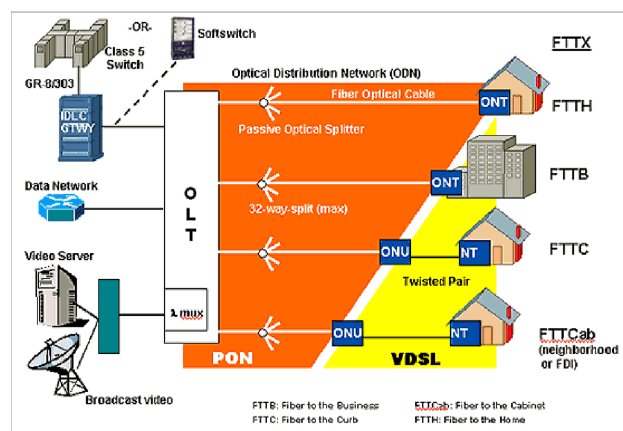 -OR-
Softswitch
Class 5
Switch
GR-8/303
IDLC
GTWY
Data Network
Video Server
Broadcast video
OLT
λ mux
Optical Distribution Network (ODN)
Fiber Optical Cable
Passive Optical Splitter
32-way-split (max)
ONT
ONT
ONU
NT
Twisted Pair
ONU
NT
PON
VDSL
FTTX
FTTH
FTTB
FTTC
FTTCab
(neighborhood
or FDI)
FTTB: Fiber to the Business
FTTCab: Fiber to the Cabinet
FTTC: Fiber to the Curb
FTTH: Fiber to the Home